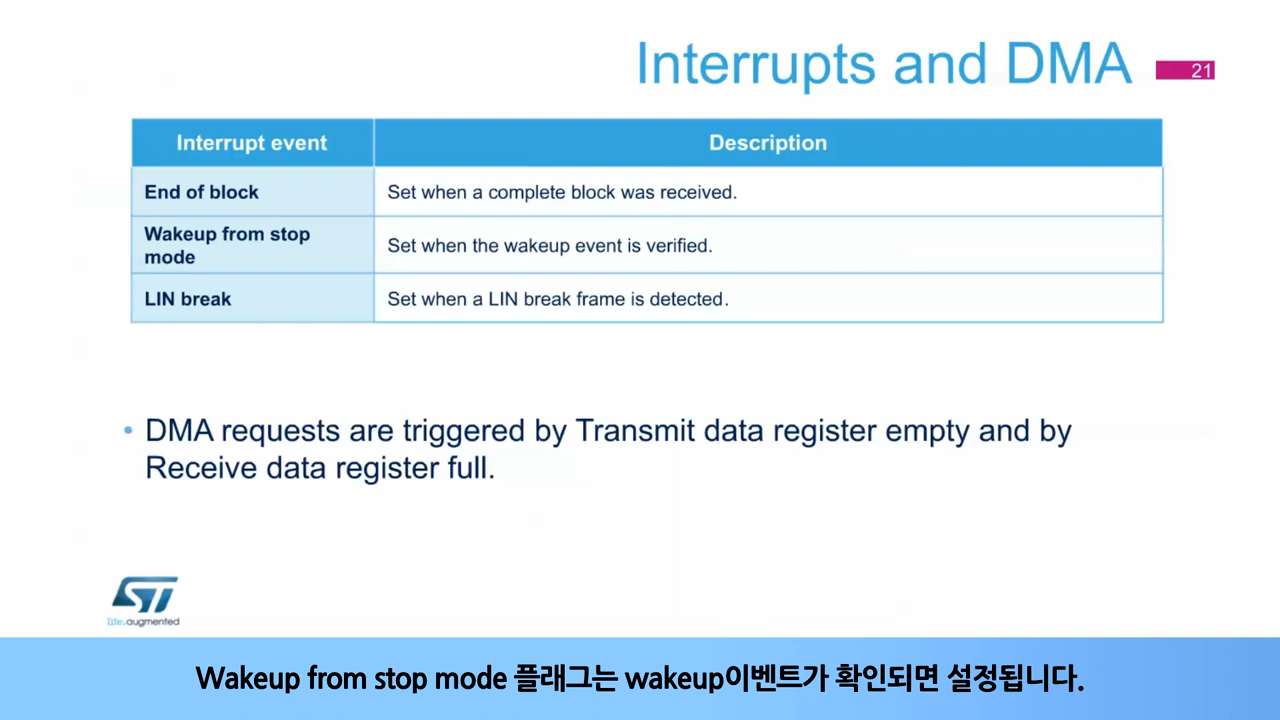 Interrupts and DMA
21
Interrupt event
Description
End of block
Set when a complete block was received.
Wakeup from stop
mode
Set when the wakeup event is verified.
LIN break
Set when a LIN break frame is detected.
• DMA requests are triggered by Transmit data register empty and by
Receive data register full.
ST
life.augmented
Wakeup from stop mode 플래그는 wakeup이벤트가 확인되면 설정됩니다.